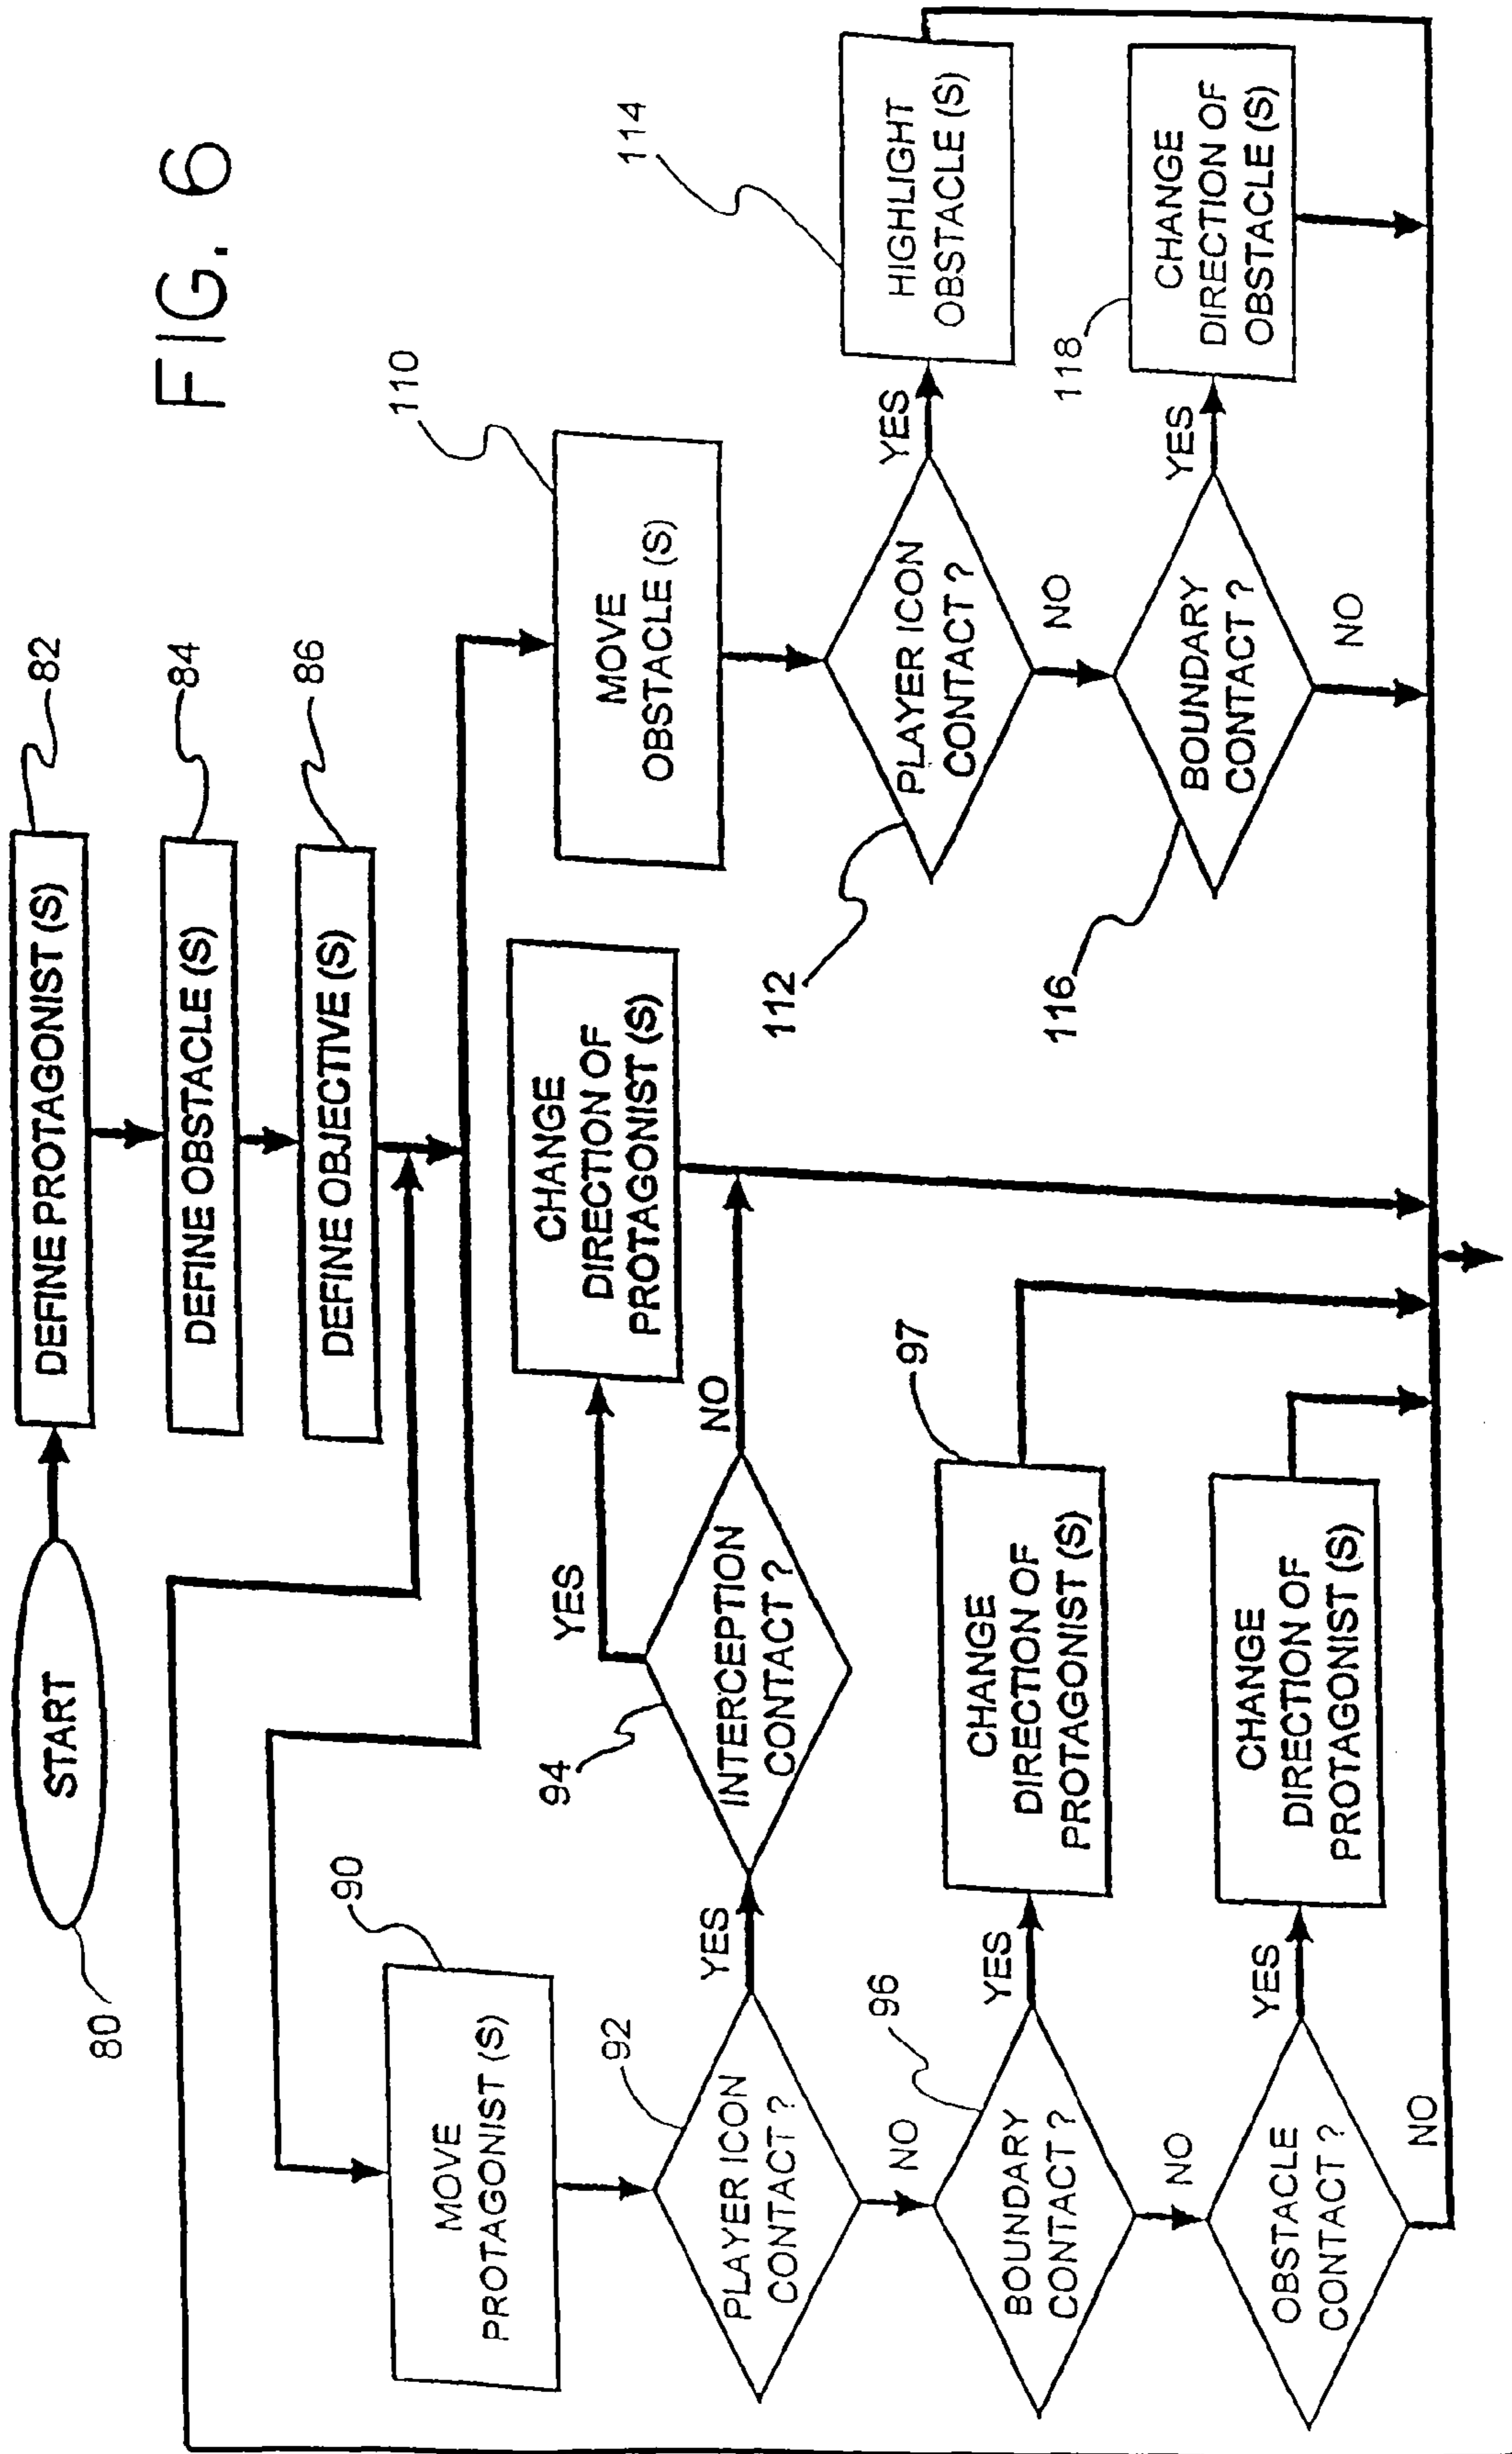 FIG. 6
START
80
DEFINE PROTAGONIST (S)
82
DEFINE OBSTACLE (S)
84
DEFINE OBJECTIVE (S)
86
MOVE
PROTAGONIST (S)
90
PLAYER ICON
CONTACT ?
92
YES
NO
INTERCEPTION
CONTACT ?
94
YES
NO
CHANGE
DIRECTION OF
PROTAGONIST (S)
BOUNDARY
CONTACT ?
96
YES
NO
CHANGE
DIRECTION OF
PROTAGONIST (S)
97
OBSTACLE
CONTACT ?
YES
NO
CHANGE
DIRECTION OF
PROTAGONIST (S)
MOVE
OBSTACLE (S)
110
PLAYER ICON
CONTACT ?
112
YES
NO
HIGHLIGHT
OBSTACLE (S)
114
BOUNDARY
CONTACT ?
116
YES
NO
CHANGE
DIRECTION OF
OBSTACLE (S)
118